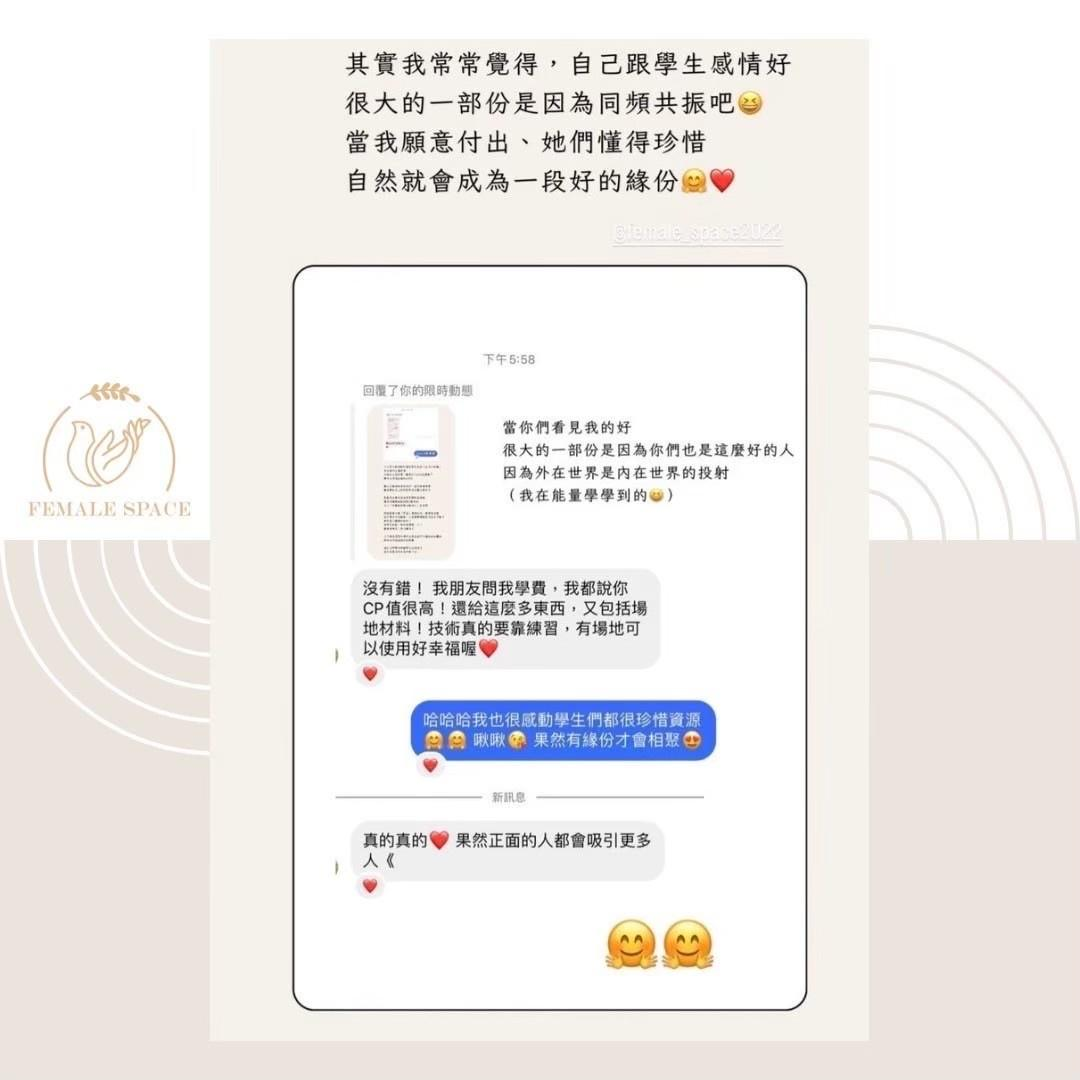 其實我常常覺得，自己跟學生感情好
很大的一部份是因為同頻共振吧😆
當我願意付出、她們懂得珍惜
自然就會成為一段好的緣份🤗❤️
@female_space2022
下午5:58
回覆了你的限時動態
當你們看見我的好
很大的一部份是因為你們也是這麼好的人
因為外在世界是內在世界的投射
（我在能量學學到的😄）
FEMALE SPACE
沒有錯！ 我朋友問我學費，我都說你
CP值很高！還給這麼多東西，又包括場
地材料！技術真的要靠練習，有場地可
以使用好幸福喔❤️
❤️
哈哈哈我也很感動學生們都很珍惜資源
🤗🤗 啾啾😘 果然有緣份才會相聚😍
❤️
新訊息
真的真的❤️ 果然正面的人都會吸引更多
人《
❤️
🤗🤗